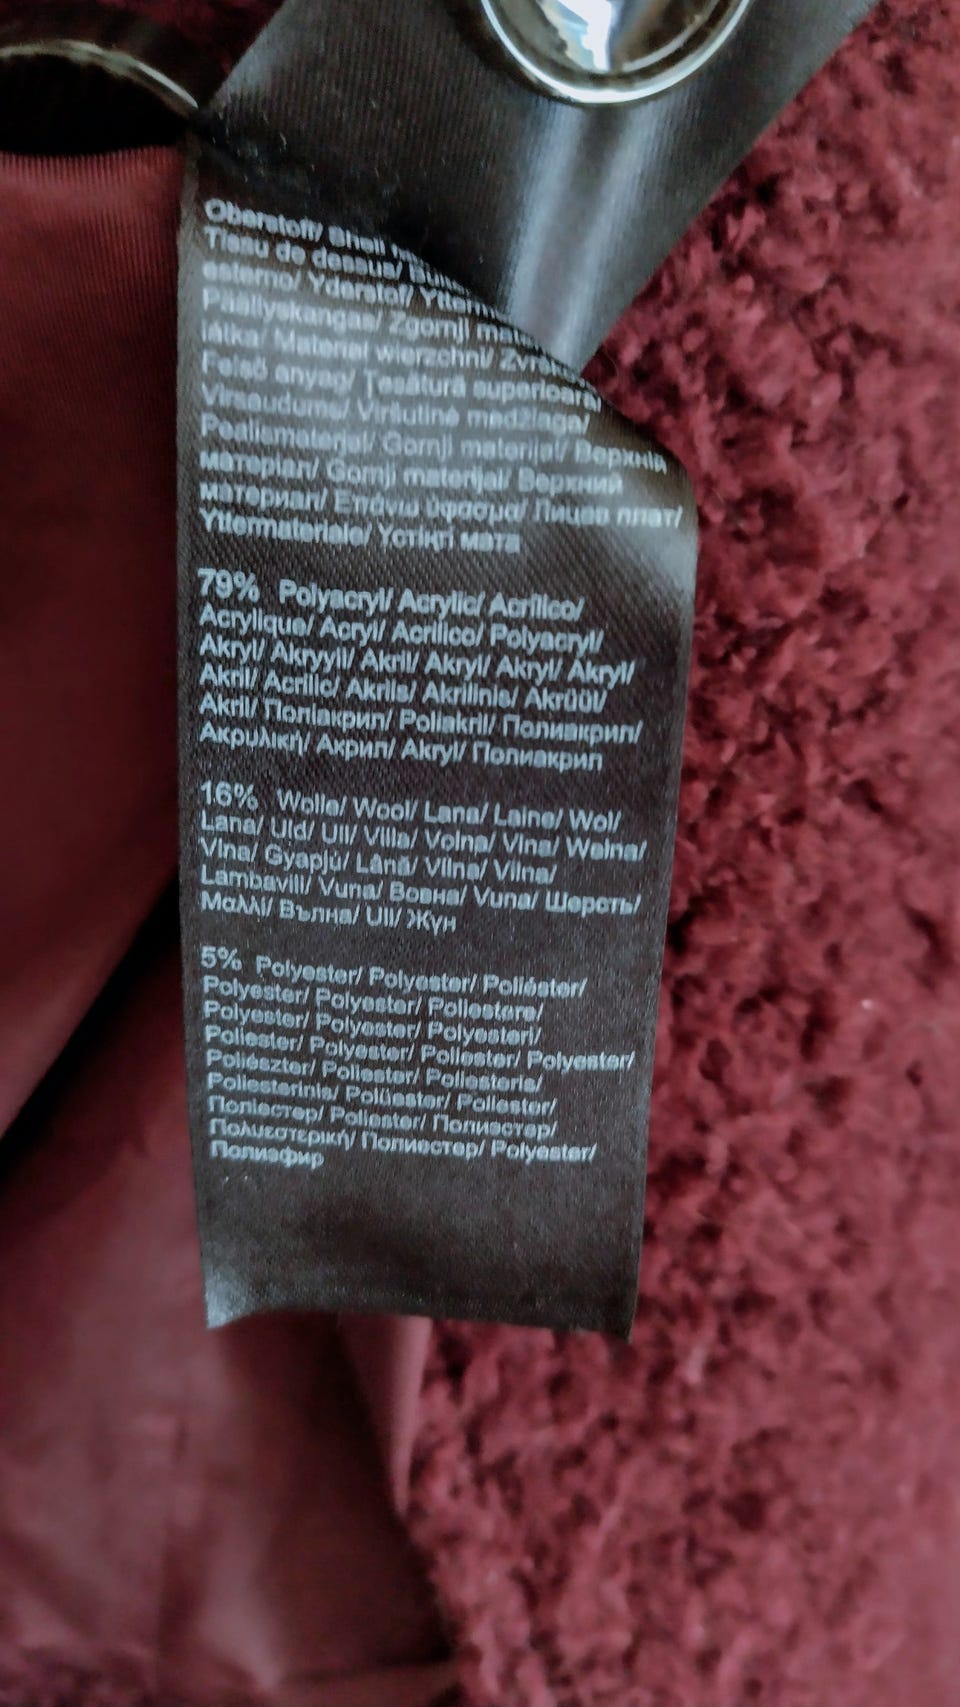 Oberstoff/ Shell
Tissu de dessus/
esterno/ Yderstof/ Ytterm
Päällyskangas/ Zgornji mate
látka/ Materiał wierzchni/
Felső anyag/ Țesătură superioară/
Virsaudums/ Viršutinė medžiaga/
Pealismaterjal/ Gornji materijal/ Верхній
матеріал/ Gornji materijal/ Верхний
материал/ Επάνω ύφασμα/ Лицев плат/
Yttermateriale/ Үстіңгі мата
79% Polyacryl/ Acrylic/ Acrílico/
Acrylique/ Acryl/ Acrilico/ Polyacryl/
Akryl/ Akryyli/ Akril/ Akryl/ Akryl/ Akryl/
Akril/ Acrilic/ Akrils/ Akrilinis/ Akrüül/
Akril/ Поліакрил/ Poliakril/ Полиакрил/
Ακρυλική/ Акрил/ Akryl/ Полиакрил
16% Wolle/ Wool/ Lana/ Laine/ Wol/
Lana/ Uld/ Ull/ Villa/ Volna/ Vlna/ Wełna/
Vlna/ Gyapjú/ Lână/ Vilna/ Vilna/
Lambavill/ Vuna/ Вовна/ Vuna/ Шерсть/
Μαλλί/ Вълна/ Ull/ Жүн
5% Polyester/ Polyester/ Poliéster/
Polyester/ Polyester/ Poliestere/
Polyester/ Polyester/ Polyesteri/
Poliester/ Polyester/ Poliester/ Polyester/
Poliészter/ Poliester/ Poliesteris/
Poliesterinis/ Polüester/ Poliester/
Поліестер/ Poliester/ Полиэстер/
Πολυεστερική/ Полиестер/ Polyester/
Полиэфир